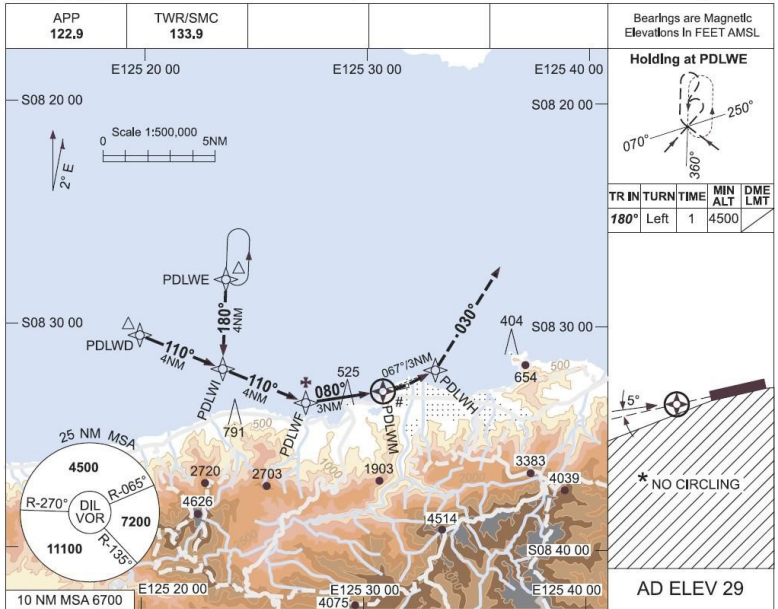 APP
122.9
TWR/SMC
133.9
Bearings are Magnetic
Elevations in FEET AMSL
E125 20 00
E125 30 00
E125 40 00
S08 20 00
S08 20 00
Scale 1:500,000
0
5NM
2° E
Holding at PDLWE
070°
250°
360°
TR IN TURN TIME MIN ALT DME LMT
180° Left 1 4500
PDLWE
180°
4NM
S08 30 00
S08 30 00
404
PDLWD
110°
4NM
030°
PDLWI
110°
4NM
525
067°/3NM
080°
3NM
PDLWF
PDLWM
#
PDLWH
500
654
791
500
1000
25 NM MSA
4500
R-065°
R-270°
DIL
VOR
7200
R-135°
11100
10 NM MSA 6700
2720
2703
1903
3383
4626
4039
4514
S08 40 00
E125 20 00
E125 30 00
E125 40 00
4075
5°
* NO CIRCLING
AD ELEV 29